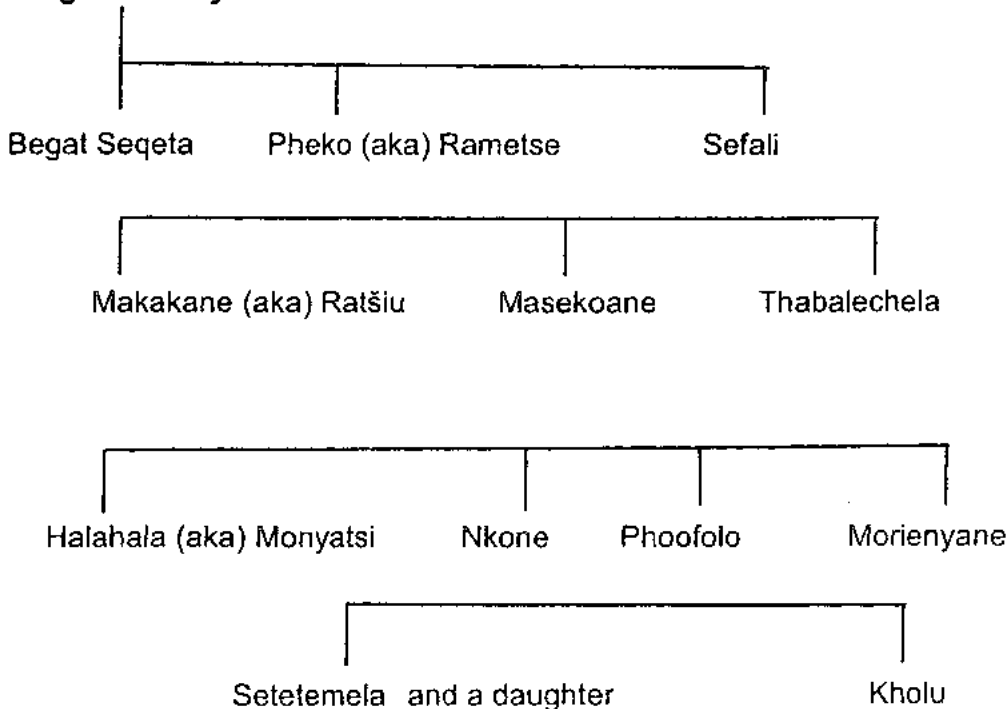 Begat Seqeta Pheko (aka) Rametse Sefali
Makakane (aka) Ratšiu Masekoane Thabalechela
Halahala (aka) Monyatsi Nkone Phoofolo Morienyane
Setetemela and a daughter Kholu